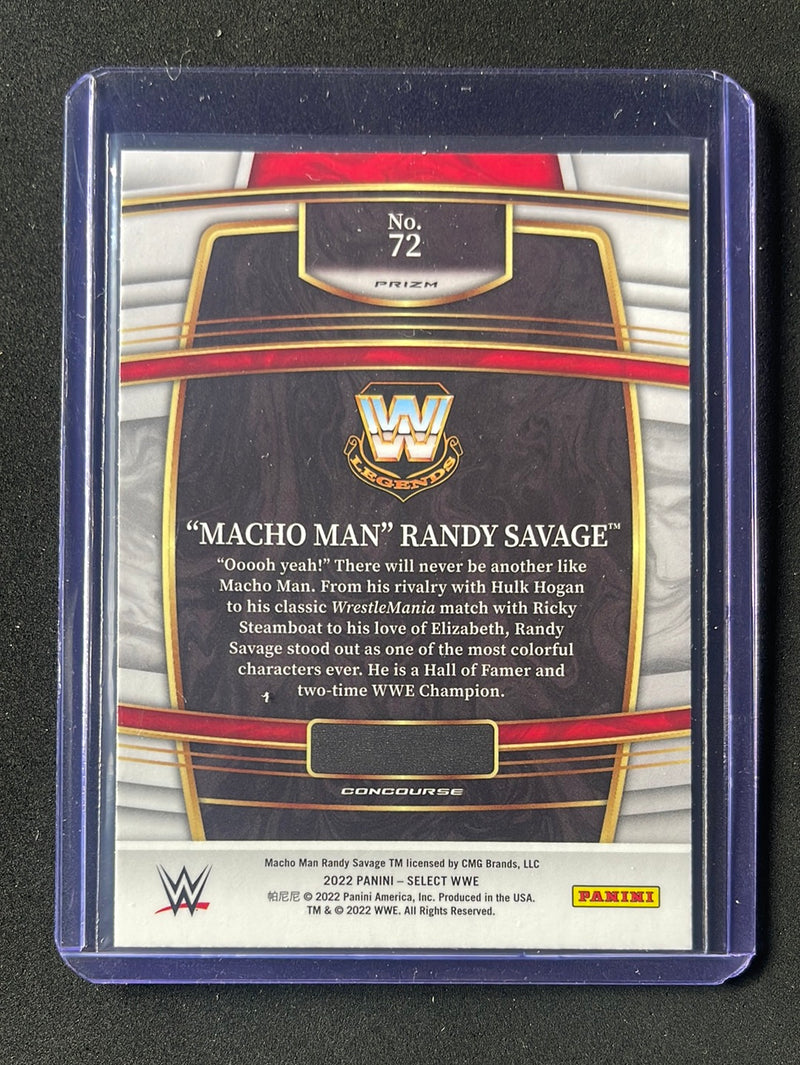 No.
72
PRIZM
W
LEGENDS
“MACHO MAN” RANDY SAVAGE™
“Ooooh yeah!” There will never be another like
Macho Man. From his rivalry with Hulk Hogan
to his classic WrestleMania match with Ricky
Steamboat to his love of Elizabeth, Randy
Savage stood out as one of the most colorful
characters ever. He is a Hall of Famer and
two-time WWE Champion.
CONCOURSE
Macho Man Randy Savage TM licensed by CMG Brands, LLC
2022 PANINI – SELECT WWE
帕尼尼 © 2022 Panini America, Inc. Produced in the USA.
TM & © 2022 WWE. All Rights Reserved.
W
PANINI